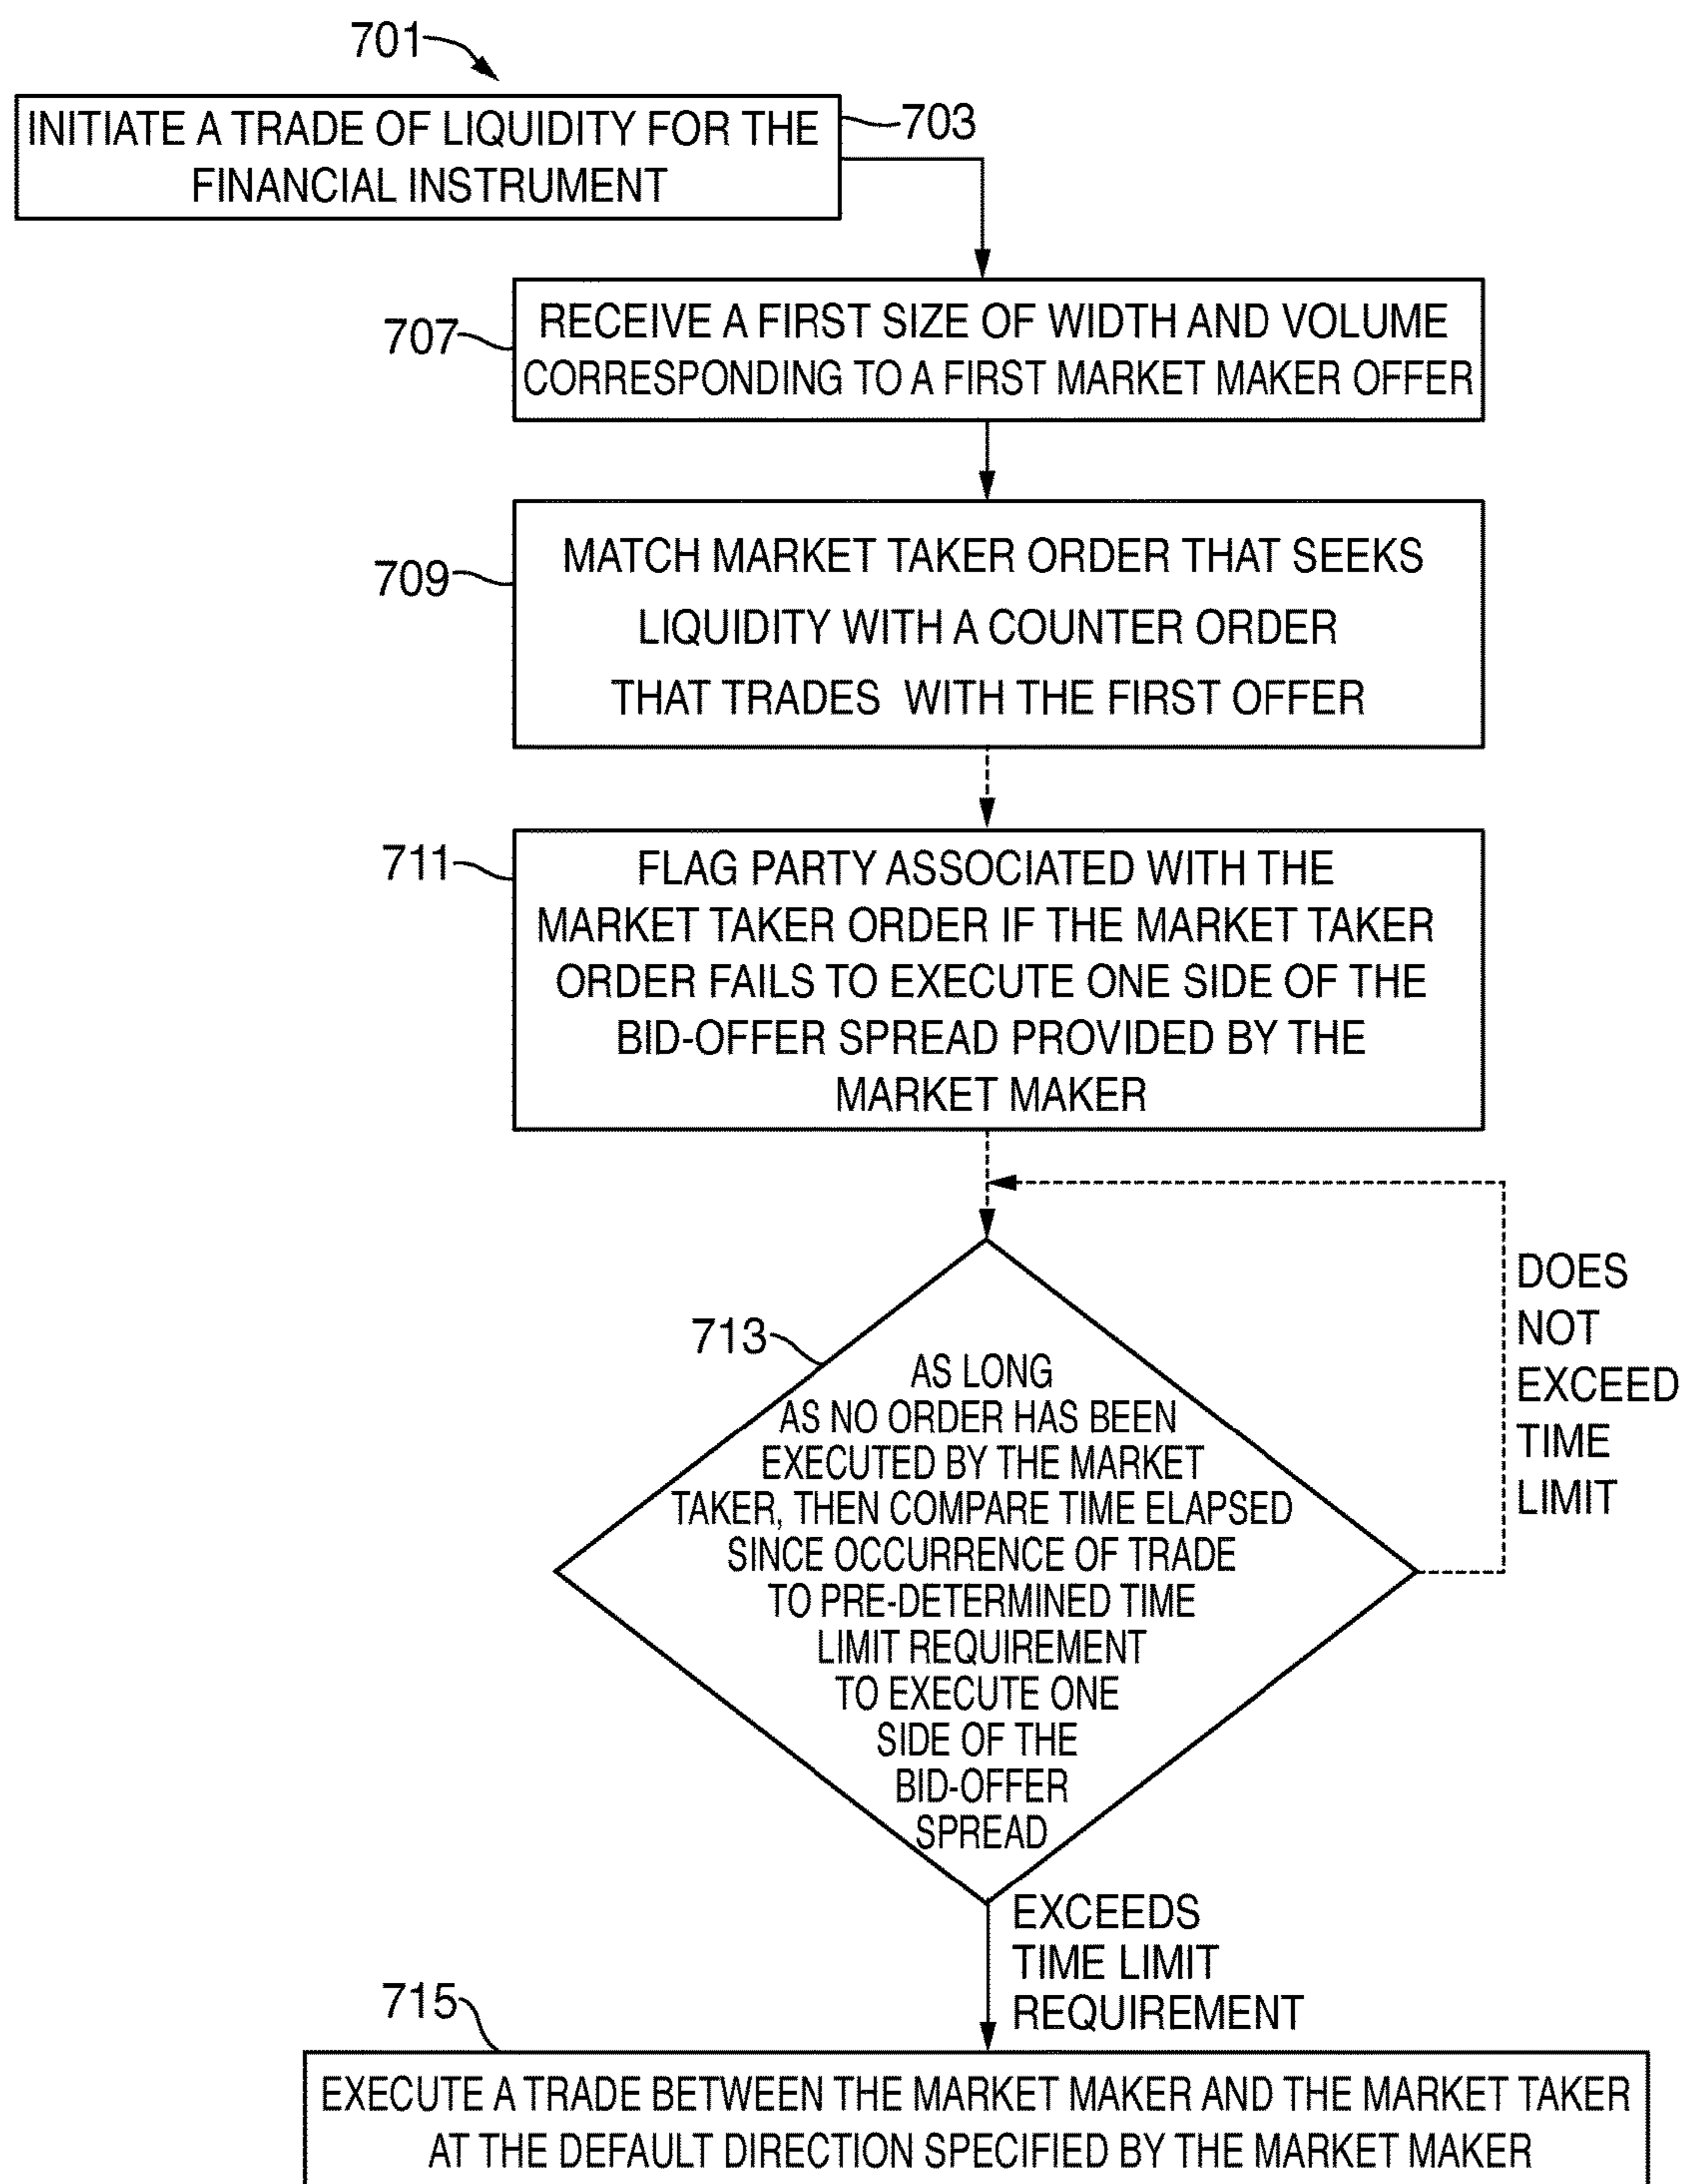 701
INITIATE A TRADE OF LIQUIDITY FOR THE
FINANCIAL INSTRUMENT
703
707
RECEIVE A FIRST SIZE OF WIDTH AND VOLUME
CORRESPONDING TO A FIRST MARKET MAKER OFFER
709
MATCH MARKET TAKER ORDER THAT SEEKS
LIQUIDITY WITH A COUNTER ORDER
THAT TRADES WITH THE FIRST OFFER
711
FLAG PARTY ASSOCIATED WITH THE
MARKET TAKER ORDER IF THE MARKET TAKER
ORDER FAILS TO EXECUTE ONE SIDE OF THE
BID-OFFER SPREAD PROVIDED BY THE
MARKET MAKER
713
AS LONG
AS NO ORDER HAS BEEN
EXECUTED BY THE MARKET
TAKER, THEN COMPARE TIME ELAPSED
SINCE OCCURRENCE OF TRADE
TO PRE-DETERMINED TIME
LIMIT REQUIREMENT
TO EXECUTE ONE
SIDE OF THE
BID-OFFER
SPREAD
DOES
NOT
EXCEED
TIME
LIMIT
EXCEEDS
TIME LIMIT
REQUIREMENT
715
EXECUTE A TRADE BETWEEN THE MARKET MAKER AND THE MARKET TAKER
AT THE DEFAULT DIRECTION SPECIFIED BY THE MARKET MAKER